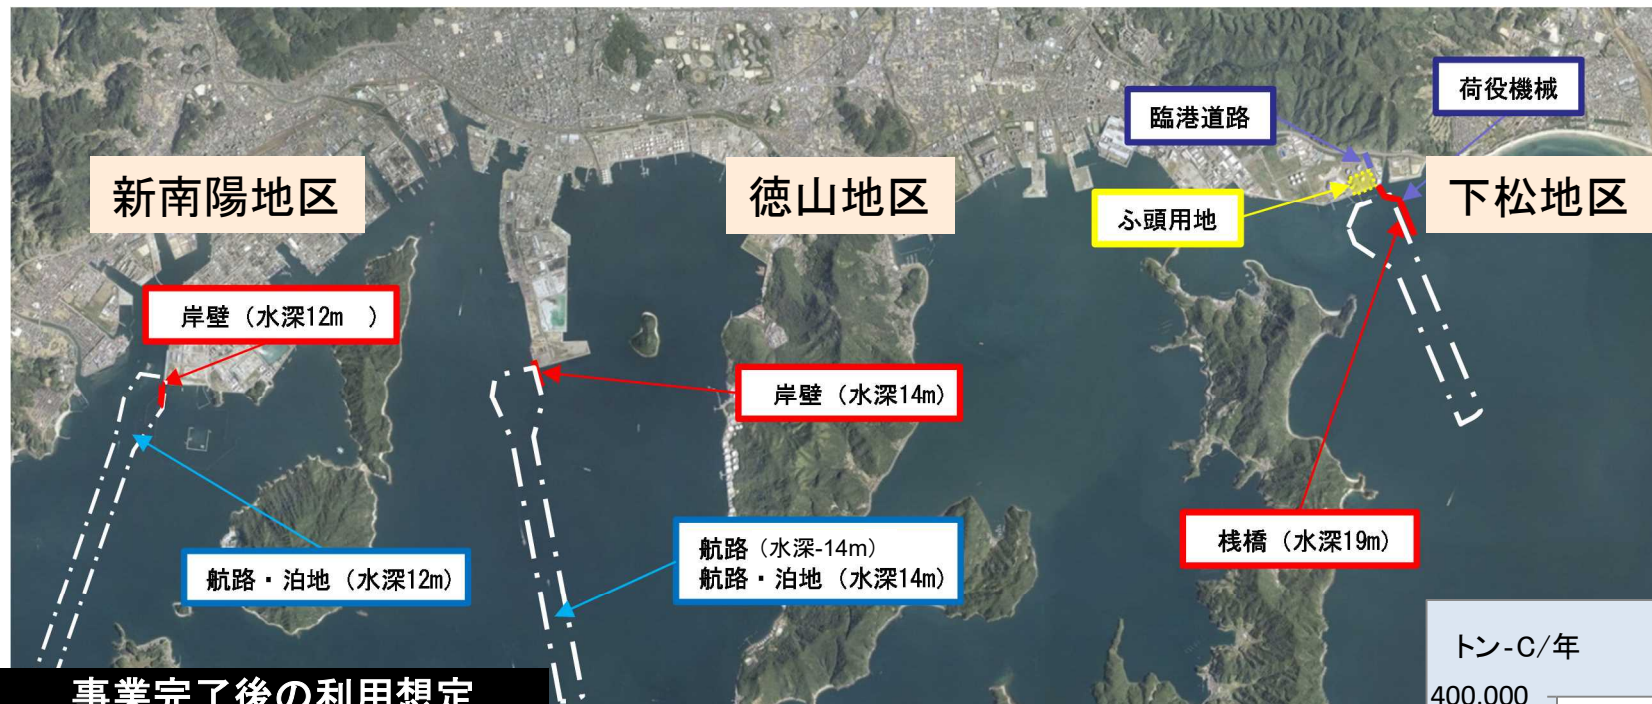 荷役機械
臨港道路
新南陽地区
徳山地区
下松地区
ふ頭用地
岸壁（水深12m　）
岸壁（水深14m）
航路・泊地（水深12m）
航路（水深-14m）
航路・泊地（水深14m）
桟橋（水深19m）
トン-C/年
400,000
事業完了後の利用想定